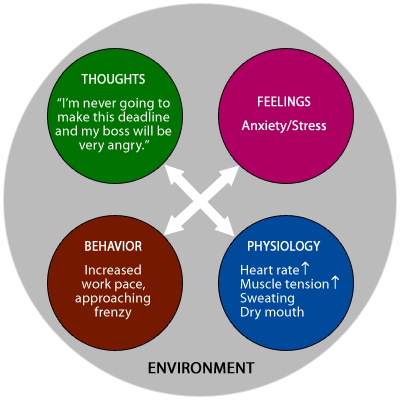 THOUGHTS
“I’m never going to
make this deadline
and my boss will be
very angry.”
FEELINGS
Anxiety/Stress
BEHAVIOR
Increased
work pace,
approaching
frenzy
PHYSIOLOGY
Heart rate↑
Muscle tension↑
Sweating
Dry mouth
ENVIRONMENT